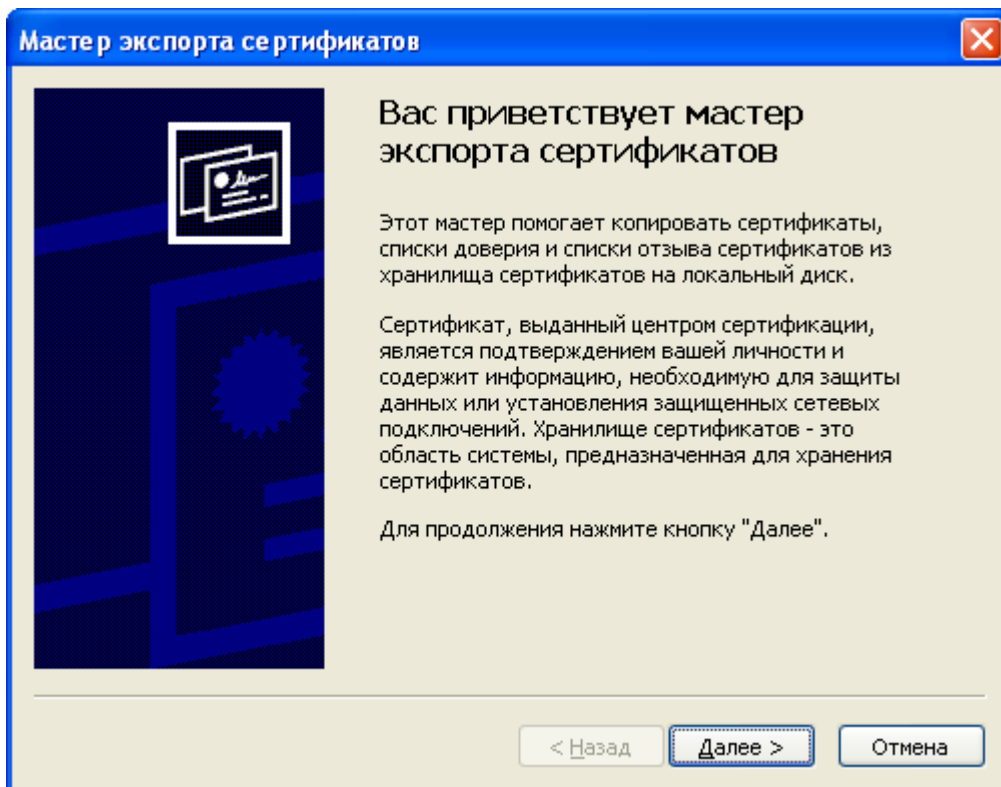 Мастер экспорта сертификатов
Вас приветствует мастер
экспорта сертификатов
Этот мастер помогает копировать сертификаты,
списки доверия и списки отзыва сертификатов из
хранилища сертификатов на локальный диск.
Сертификат, выданный центром сертификации,
является подтверждением вашей личности и
содержит информацию, необходимую для защиты
данных или установления защищенных сетевых
подключений. Хранилище сертификатов - это
область системы, предназначенная для хранения
сертификатов.
Для продолжения нажмите кнопку "Далее".
< Назад
Далее >
Отмена